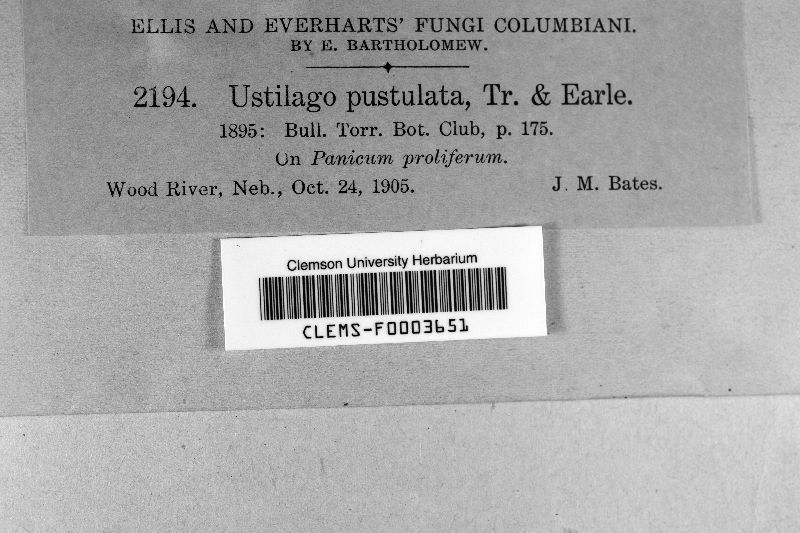 ELLIS AND EVERHARTS' FUNGI COLUMBIANI.
BY E. BARTHOLOMEW.
2194. Ustilago pustulata, Tr. & Earle.
1895: Bull. Torr. Bot. Club, p. 175.
On Panicum proliferum.
Wood River, Neb., Oct. 24, 1905. J. M. Bates.
Clemson University Herbarium
CLEMS-F0003651